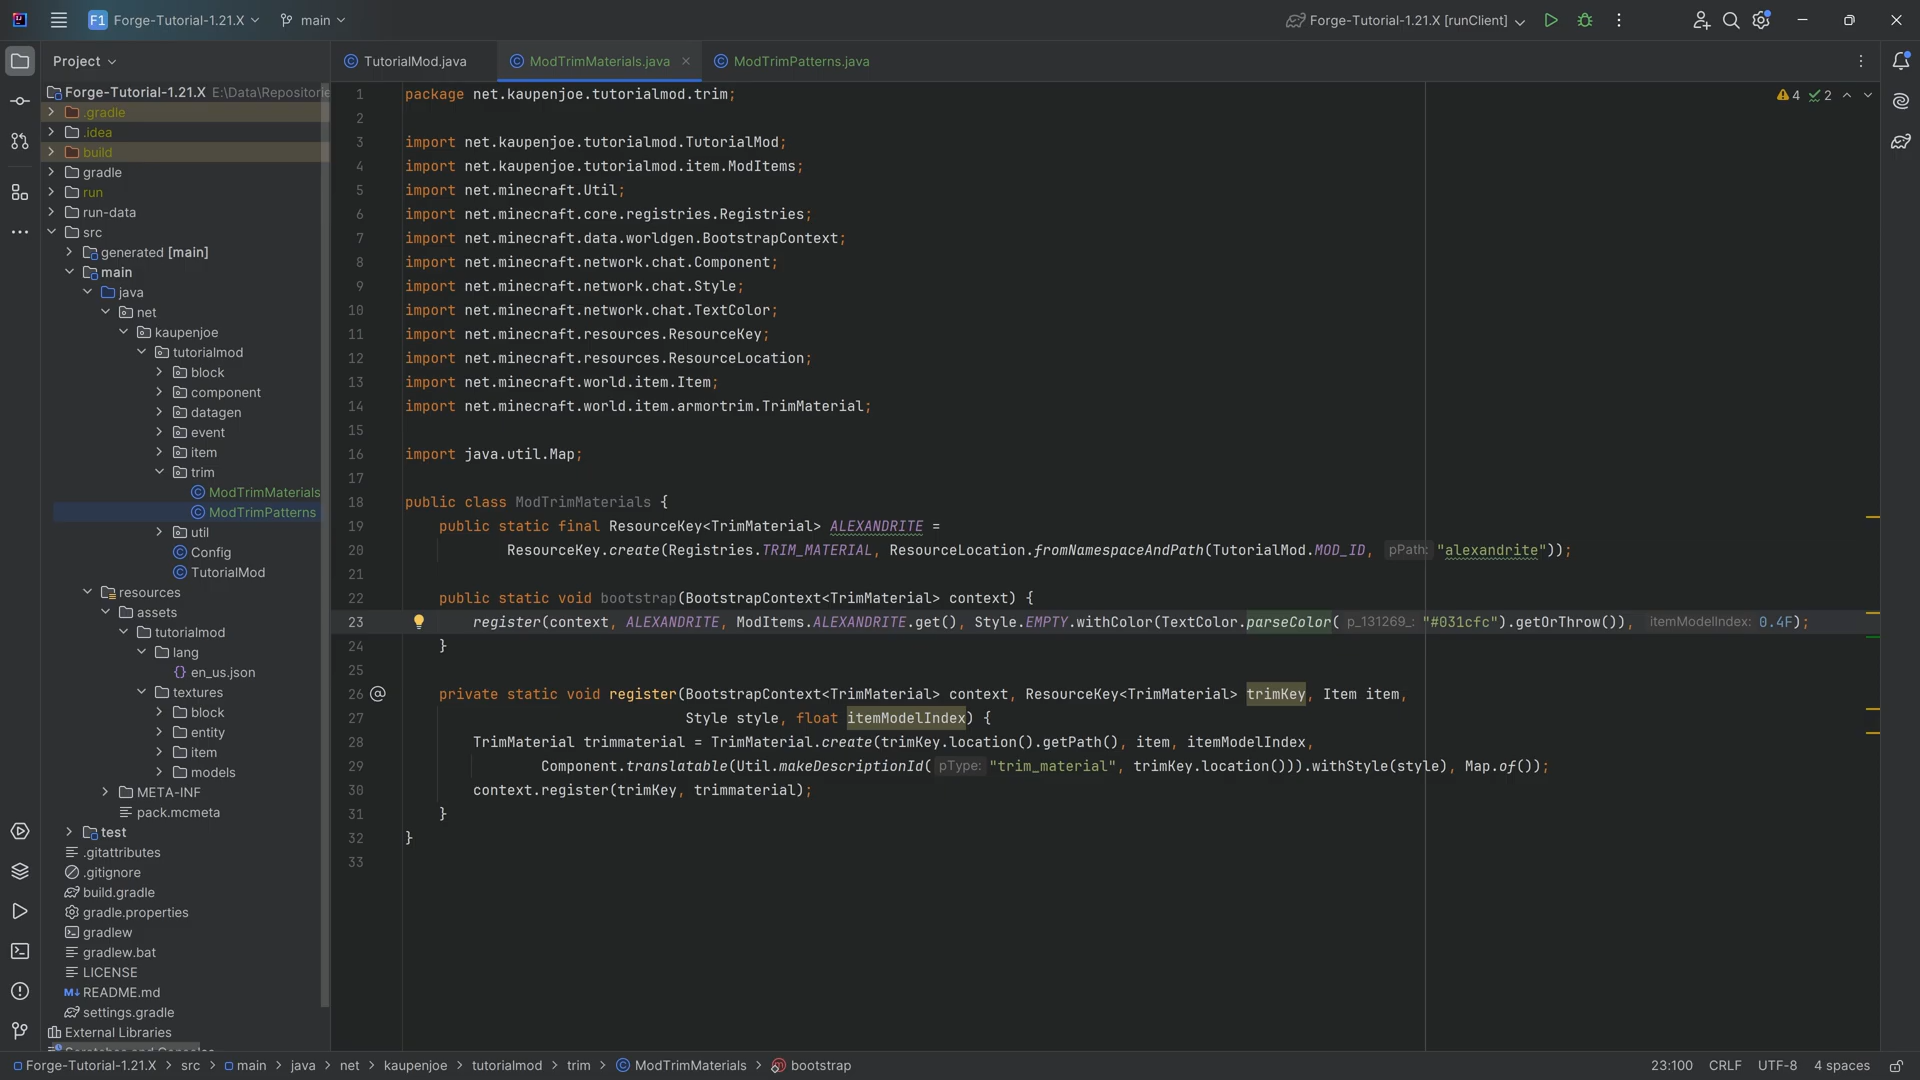 F1 Forge-Tutorial-1.21.X main Forge-Tutorial-1.21.X [runClient]
Project
TutorialMod.java ModTrimMaterials.java ModTrimPatterns.java
Forge-Tutorial-1.21.X E:\Data\Repositorie
.gradle
.idea
build
gradle
run
run-data
src
generated [main]
main
java
net
kaupenjoe
tutorialmod
block
component
datagen
event
item
trim
ModTrimMaterials
ModTrimPatterns
util
Config
TutorialMod
resources
assets
tutorialmod
lang
en_us.json
textures
block
entity
item
models
META-INF
pack.mcmeta
test
.gitattributes
.gitignore
build.gradle
gradle.properties
gradlew
gradlew.bat
LICENSE
M↓ README.md
settings.gradle
External Libraries
4 2
1 package net.kaupenjoe.tutorialmod.trim;
2
3 import net.kaupenjoe.tutorialmod.TutorialMod;
4 import net.kaupenjoe.tutorialmod.item.ModItems;
5 import net.minecraft.Util;
6 import net.minecraft.core.registries.Registries;
7 import net.minecraft.data.worldgen.BootstrapContext;
8 import net.minecraft.network.chat.Component;
9 import net.minecraft.network.chat.Style;
10 import net.minecraft.network.chat.TextColor;
11 import net.minecraft.resources.ResourceKey;
12 import net.minecraft.resources.ResourceLocation;
13 import net.minecraft.world.item.Item;
14 import net.minecraft.world.item.armortrim.TrimMaterial;
15
16 import java.util.Map;
17
18 public class ModTrimMaterials {
19 public static final ResourceKey<TrimMaterial> ALEXANDRITE =
20 ResourceKey.create(Registries.TRIM_MATERIAL, ResourceLocation.fromNamespaceAndPath(TutorialMod.MOD_ID, pPath: "alexandrite"));
21
22 public static void bootstrap(BootstrapContext<TrimMaterial> context) {
23 register(context, ALEXANDRITE, ModItems.ALEXANDRITE.get(), Style.EMPTY.withColor(TextColor.parseColor( p_131269_: "#031cfc").getOrThrow()), itemModelIndex: 0.4F);
24 }
25
26 private static void register(BootstrapContext<TrimMaterial> context, ResourceKey<TrimMaterial> trimKey, Item item,
27 Style style, float itemModelIndex) {
28 TrimMaterial trimmaterial = TrimMaterial.create(trimKey.location().getPath(), item, itemModelIndex,
29 Component.translatable(Util.makeDescriptionId( pType: "trim_material", trimKey.location())).withStyle(style), Map.of());
30 context.register(trimKey, trimmaterial);
31 }
32 }
33
Forge-Tutorial-1.21.X > src > main > java > net > kaupenjoe > tutorialmod > trim > ModTrimMaterials > bootstrap 23:100 CRLF UTF-8 4 spaces